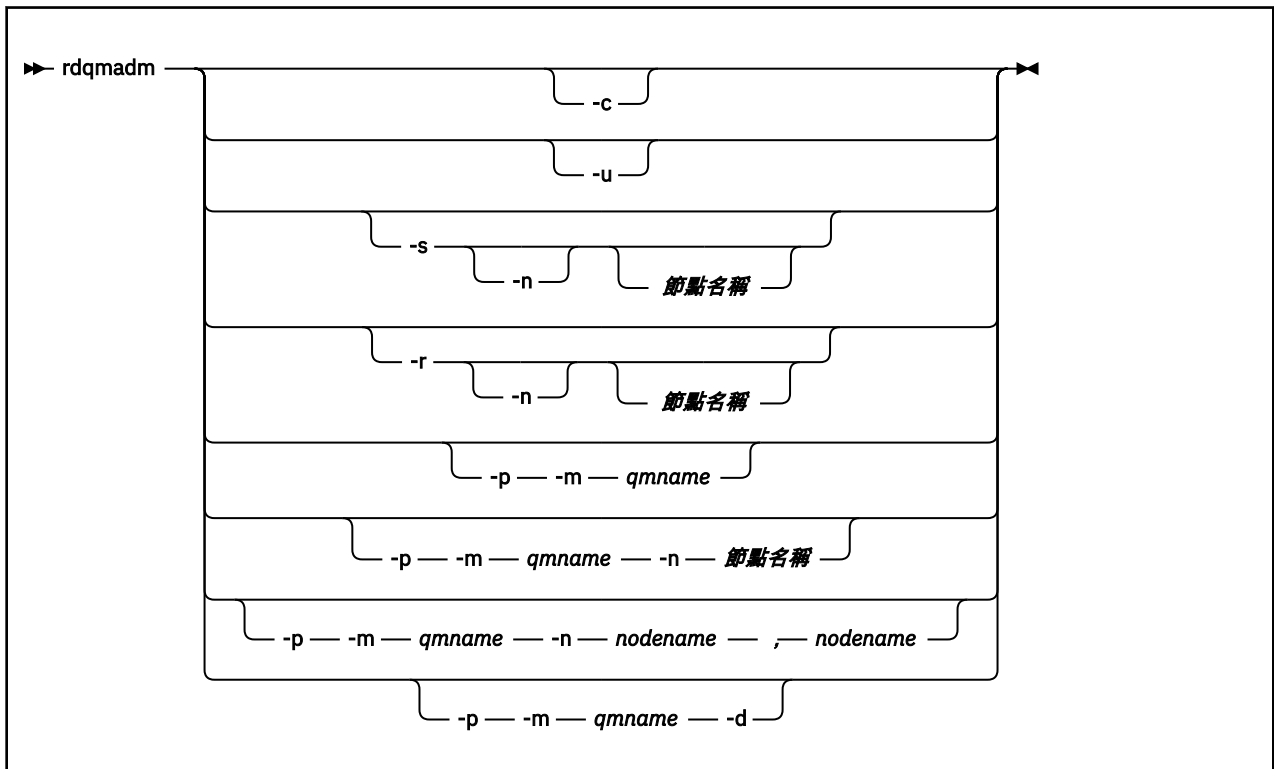 rdqmadm
-c
-u
-s
-n 節點名稱
-r
-n 節點名稱
-p -m qmname
-p -m qmname -n 節點名稱
-p -m qmname -n nodename , nodename
-p -m qmname -d